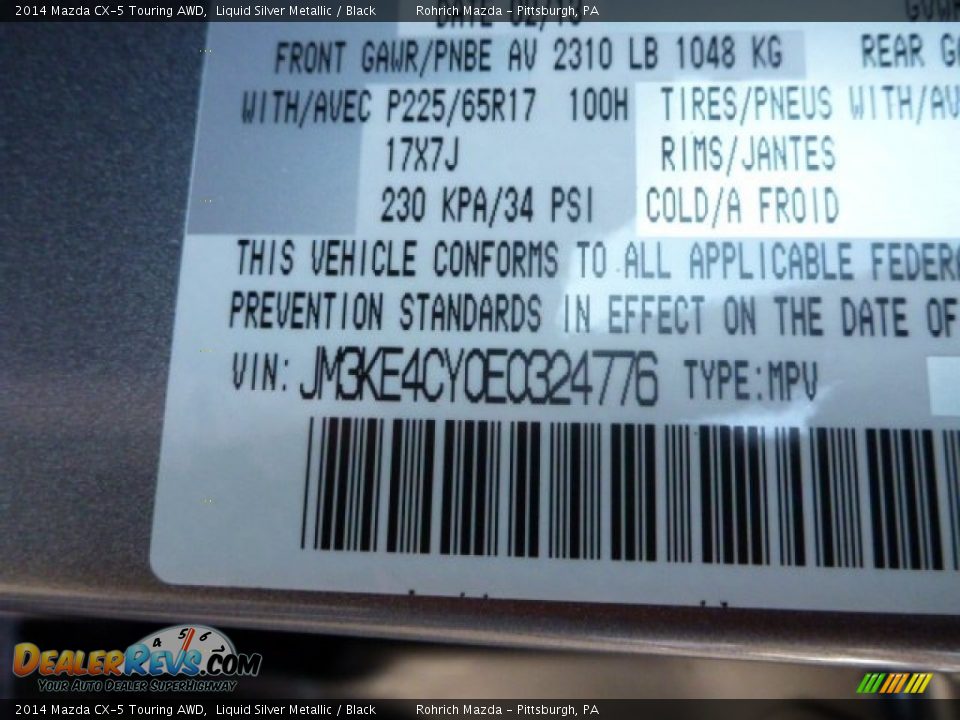 2014 Mazda CX-5 Touring AWD, Liquid Silver Metallic / Black Rohrich Mazda - Pittsburgh, PA
DATE
FRONT GAWR/PNBE AV 2310 LB 1048 KG REAR
WITH/AVEC P225/65R17 100H TIRES/PNEUS WITH/AV
17X7J RIMS/JANTES
230 KPA/34 PSI COLD/A FROID
THIS VEHICLE CONFORMS TO ALL APPLICABLE FEDER
PREVENTION STANDARDS IN EFFECT ON THE DATE OF
VIN: JM3KE4CY0E0324776 TYPE:MPV
4 5 6
DEALERREVS.COM
YOUR AUTO DEALER SUPERHIGHWAY
2014 Mazda CX-5 Touring AWD, Liquid Silver Metallic / Black Rohrich Mazda - Pittsburgh, PA